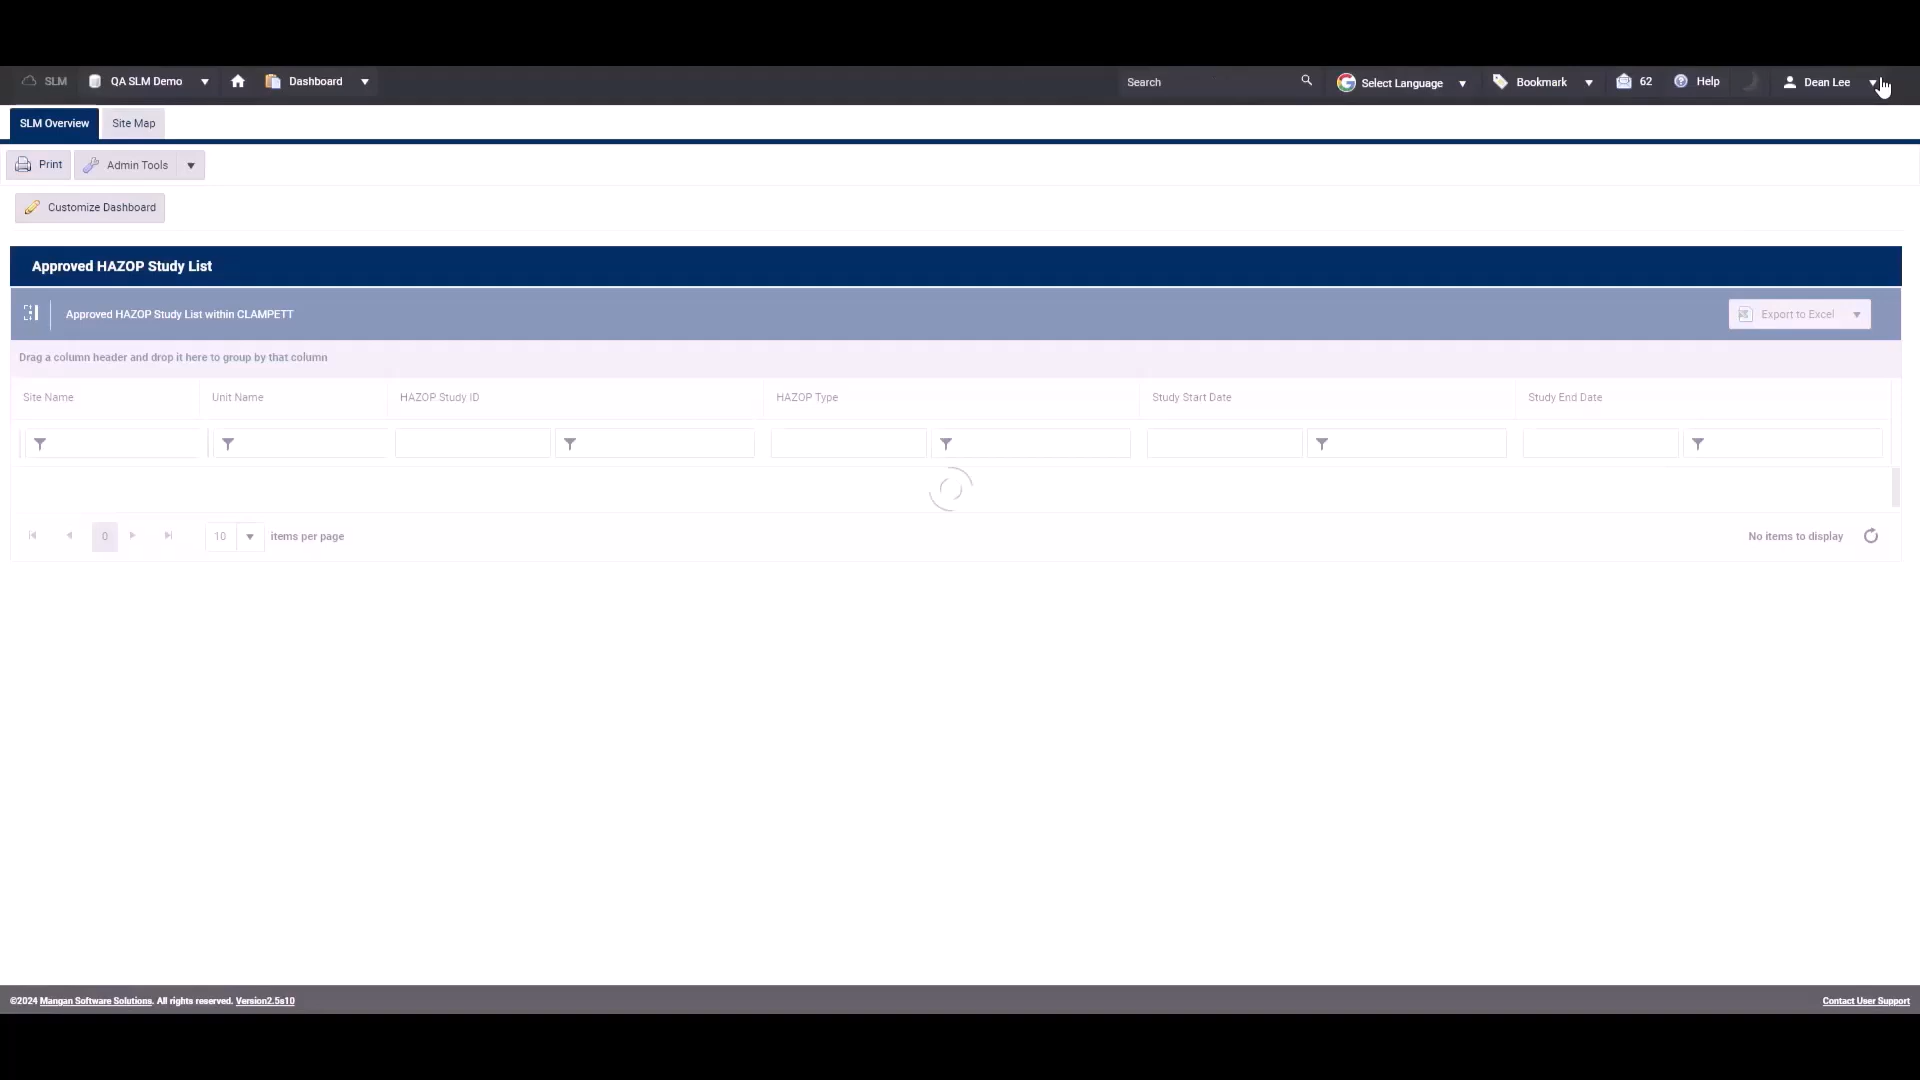 SLM QA SLM Demo Dashboard Search Select Language Bookmark 62 Help Dean Lee
SLM Overview Site Map
Print Admin Tools
Customize Dashboard
Approved HAZOP Study List
Approved HAZOP Study List within CLAMPETT Export to Excel
Drag a column header and drop it here to group by that column
Site Name Unit Name HAZOP Study ID HAZOP Type Study Start Date Study End Date
0 10 items per page No items to display
©2024 Mangan Software Solutions. All rights reserved. Version2.5s10 Contact User Support